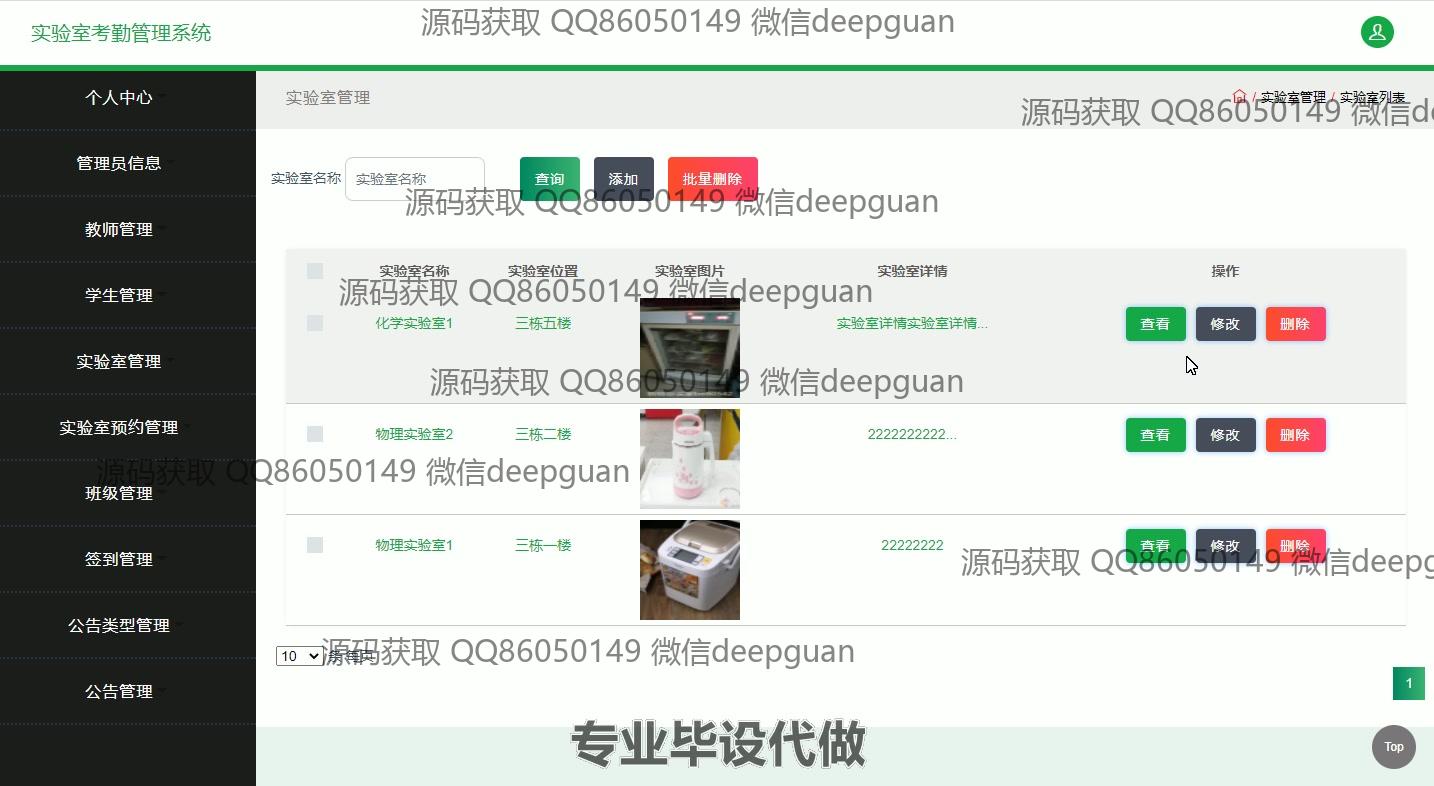 实验室考勤管理系统
源码获取 QQ86050149 微信deepguan
个人中心
管理员信息
教师管理
学生管理
实验室管理
实验室预约管理
班级管理
签到管理
公告类型管理
公告管理
实验室管理
/ 实验室管理 / 实验室列表
源码获取 QQ86050149 微信de
实验室名称 实验室名称 查询 添加 批量删除
源码获取 QQ86050149 微信deepguan
实验室名称 实验室位置 实验室图片 实验室详情 操作
源码获取 QQ86050149 微信deepguan
化学实验室1 三栋五楼 实验室详情实验室详情... 查看 修改 删除
源码获取 QQ86050149 微信deepguan
物理实验室2 三栋二楼 2222222222... 查看 修改 删除
源码获取 QQ86050149 微信deepguan
物理实验室1 三栋一楼 22222222 查看 修改 删除
源码获取 QQ86050149 微信deepg
10 条 每页
源码获取 QQ86050149 微信deepguan
1
专业毕设代做
Top